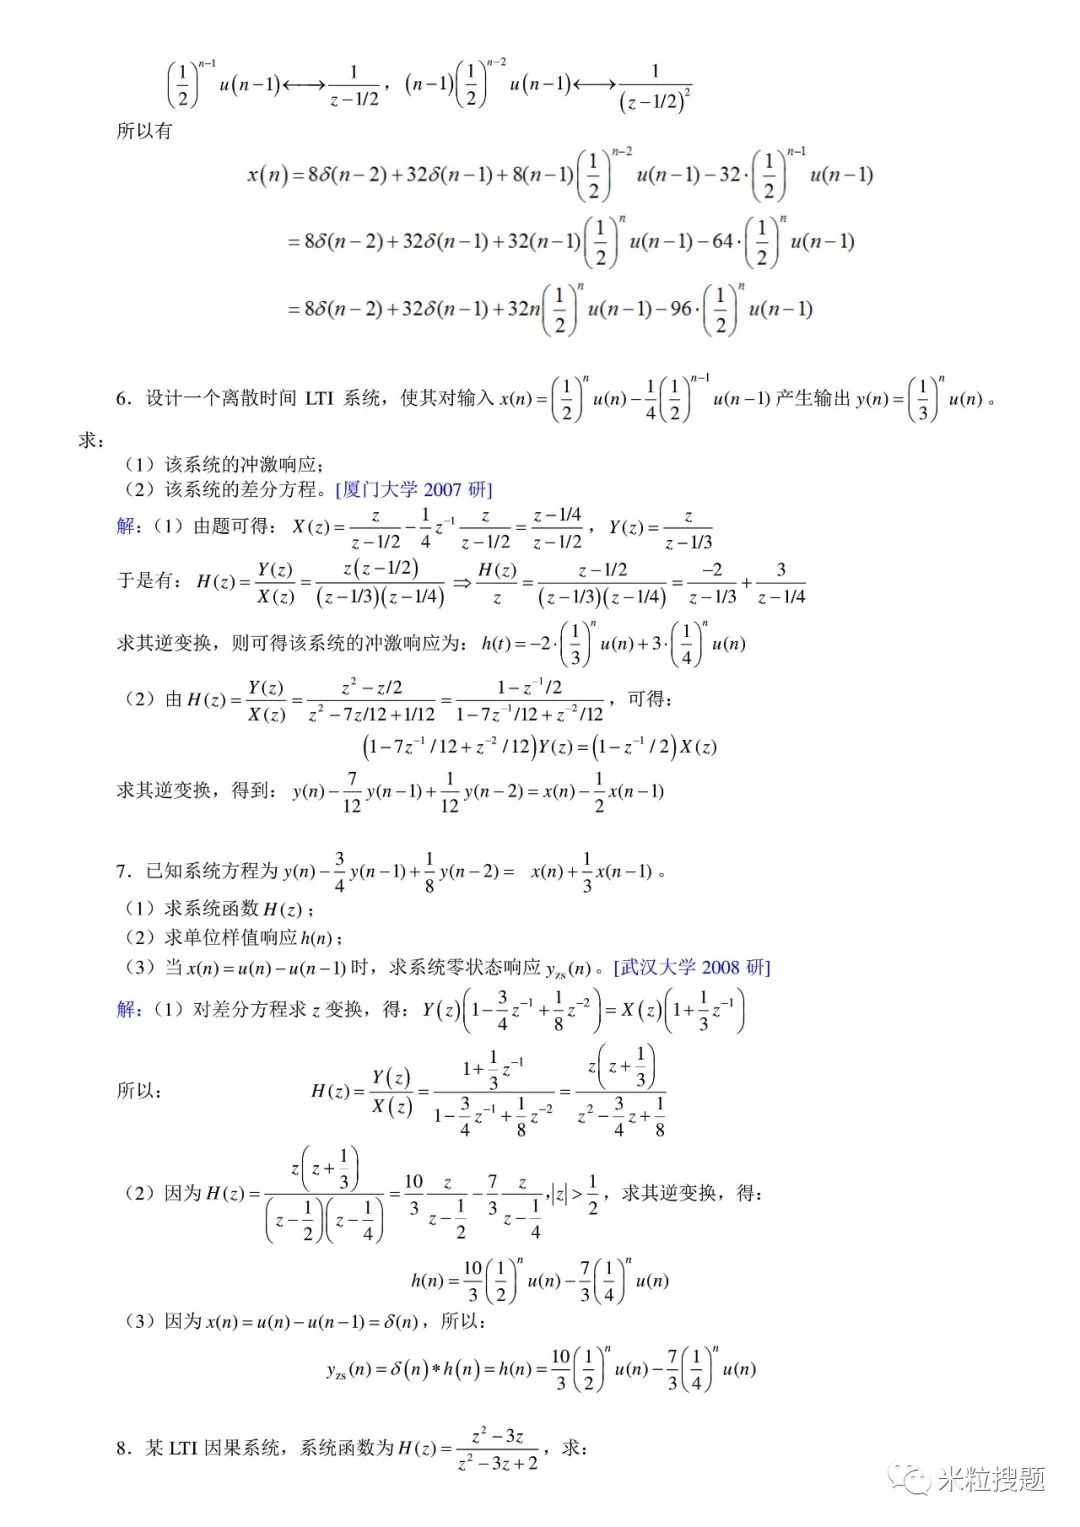 (1/2)^{n-1} u(n−1)⟷ 1/(z−1/2), (n−1)(1/2)^{n−2} u(n−1)⟷ 1/(z−1/2)^2
所以有
x(n)=8δ(n−2)+32δ(n−1)+8(n−1)(1/2)^{n−2} u(n−1)−32·(1/2)^{n−1} u(n−1)
=8δ(n−2)+32δ(n−1)+32(n−1)(1/2)^n u(n−1)−64·(1/2)^n u(n−1)
=8δ(n−2)+32δ(n−1)+32n(1/2)^n u(n−1)−96·(1/2)^n u(n−1)
6．设计一个离散时间 LTI 系统，使其对输入 x(n)=(1/2)^n u(n)−1/4(1/2)^{n−1} u(n−1) 产生输出 y(n)=(1/3)^n u(n)。
求：
（1）该系统的冲激响应；
（2）该系统的差分方程。[厦门大学 2007 研]
解：（1）由题可得：X(z)= z/(z−1/2) − 1/4 z^{−1} z/(z−1/2) = (z−1/4)/(z−1/2)，Y(z)= z/(z−1/3)
于是有：H(z)= Y(z)/X(z) = z(z−1/2)/((z−1/3)(z−1/4)) ⇒ H(z)/z = (z−1/2)/((z−1/3)(z−1/4)) = −2/(z−1/3) + 3/(z−1/4)
求其逆变换，则可得该系统的冲激响应为：h(t)=−2·(1/3)^n u(n)+3·(1/4)^n u(n)
（2）由 H(z)= Y(z)/X(z) = (z^2−z/2)/(z^2−7z/12+1/12) = (1−z^{−1}/2)/(1−7z^{−1}/12+z^{−2}/12)，可得：
(1−7z^{−1}/12+z^{−2}/12)Y(z)=(1−z^{−1}/2)X(z)
求其逆变换，得到：y(n)−7/12 y(n−1)+1/12 y(n−2)=x(n)−1/2 x(n−1)
7．已知系统方程为 y(n)−3/4 y(n−1)+1/8 y(n−2)= x(n)+1/3 x(n−1)。
（1）求系统函数 H(z)；
（2）求单位样值响应 h(n)；
（3）当 x(n)=u(n)−u(n−1) 时，求系统零状态响应 y_{zs}(n)。[武汉大学 2008 研]
解：（1）对差分方程求 z 变换，得：Y(z)(1−3/4 z^{−1}+1/8 z^{−2})=X(z)(1+1/3 z^{−1})
所以： H(z)= Y(z)/X(z) = (1+1/3 z^{−1})/(1−3/4 z^{−1}+1/8 z^{−2}) = z(z+1/3)/(z^2−3/4 z+1/8)
（2）因为 H(z)= z(z+1/3)/((z−1/2)(z−1/4)) = 10/3 z/(z−1/2) − 7/3 z/(z−1/4), |z|>1/2，求其逆变换，得：
h(n)=10/3(1/2)^n u(n)−7/3(1/4)^n u(n)
（3）因为 x(n)=u(n)−u(n−1)=δ(n)，所以：
y_{zs}(n)=δ(n)*h(n)=h(n)=10/3(1/2)^n u(n)−7/3(1/4)^n u(n)
8．某 LTI 因果系统，系统函数为 H(z)= (z^2−3z)/(z^2−3z+2)，求：
米粒搜题